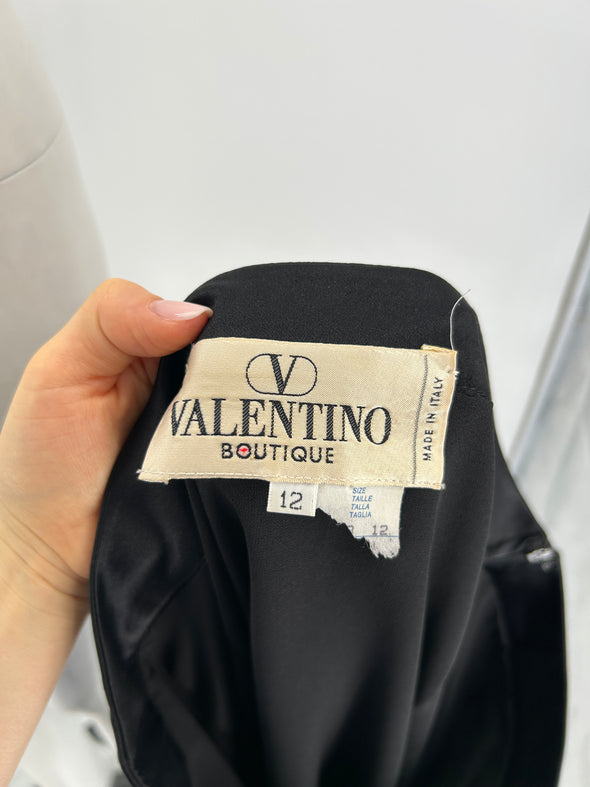 V
VALENTINO
BOUTIQUE
MADE IN ITALY
12
SIZE
TAILLE
TALLA
TAGLIA
12